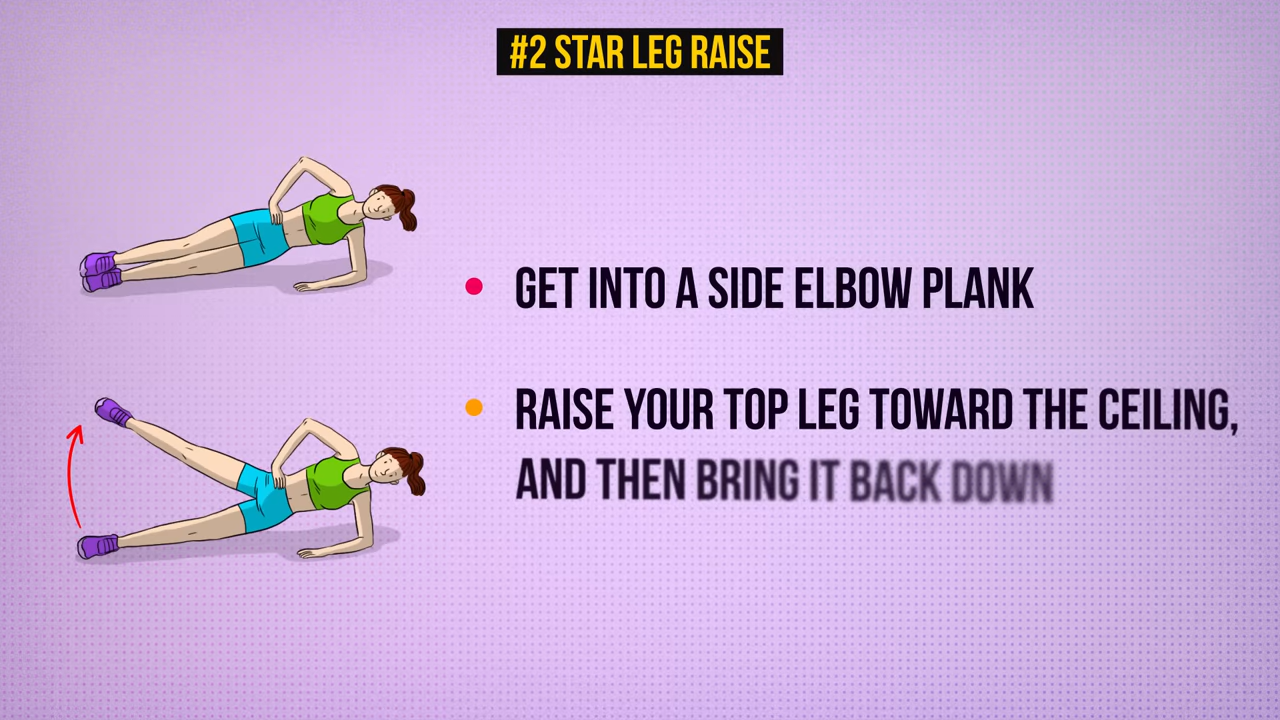 #2 STAR LEG RAISE
GET INTO A SIDE ELBOW PLANK
RAISE YOUR TOP LEG TOWARD THE CEILING,
AND THEN BRING IT BACK DOWN